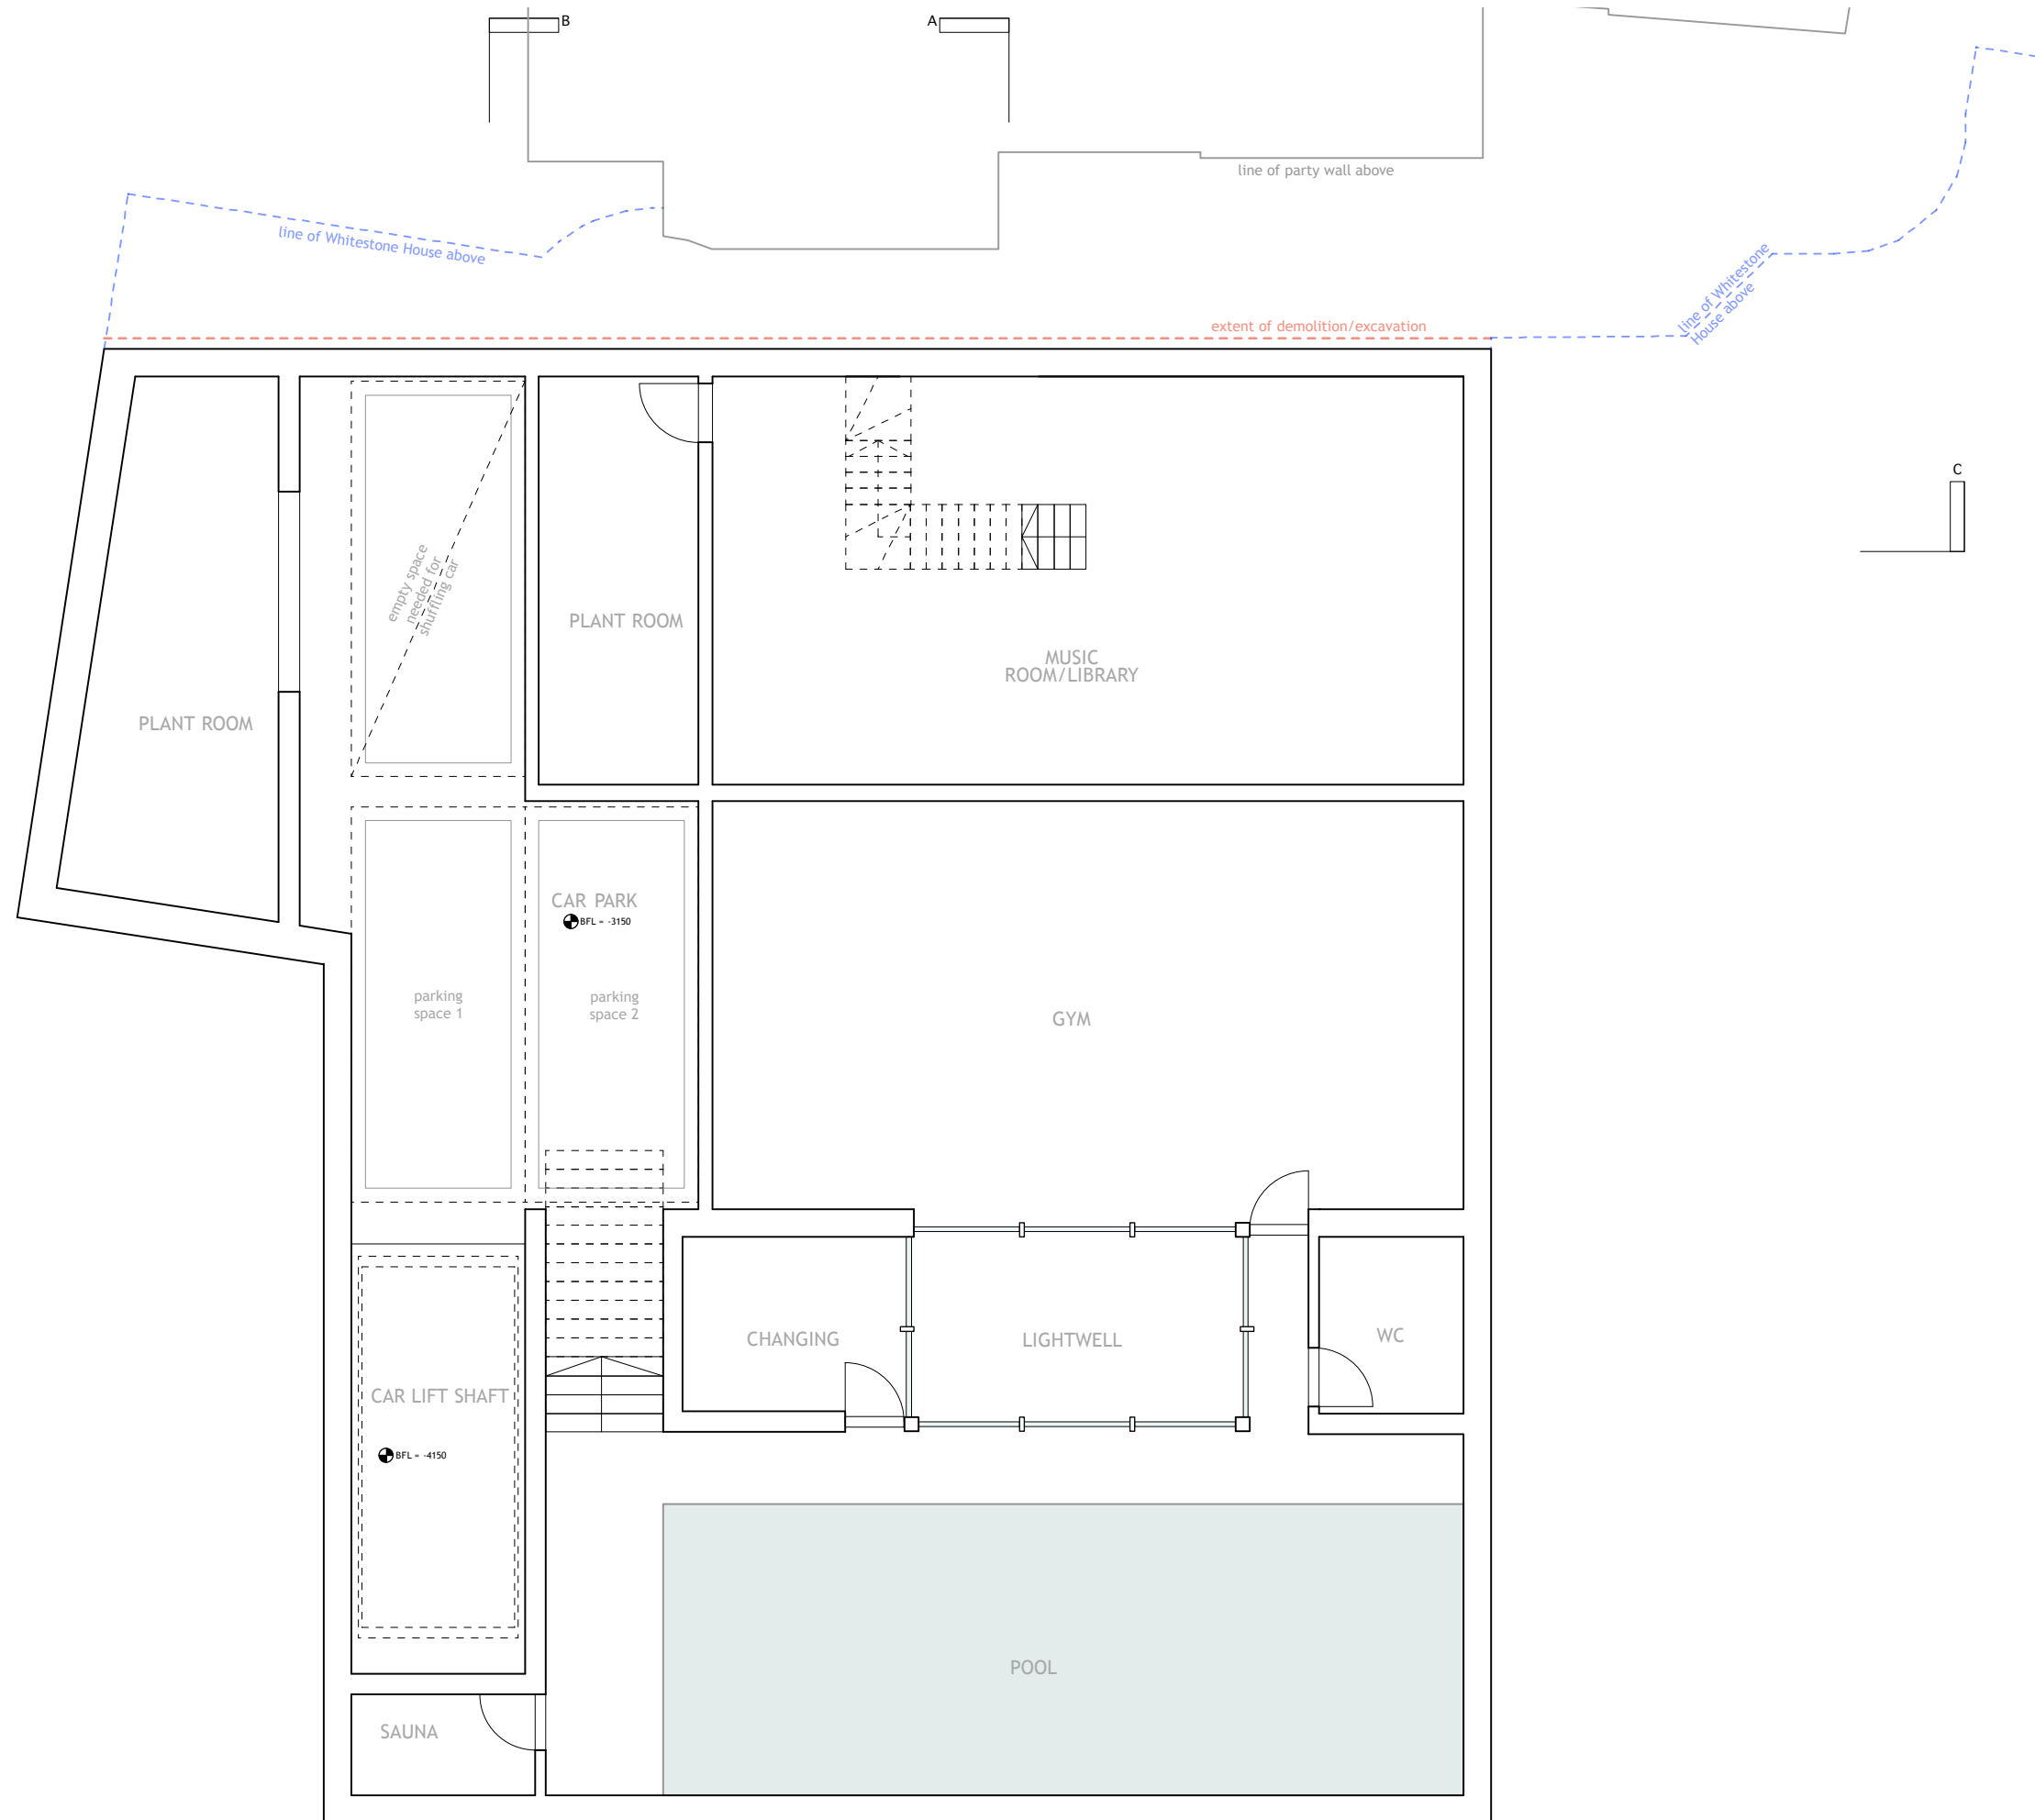 B
A
line of party wall above
line of Whitestone House above
line of Whitestone
House above
extent of demolition/excavation
C
empty space
needed for
shuffling car
PLANT ROOM
MUSIC
ROOM/LIBRARY
PLANT ROOM
CAR PARK
BFL = -3150
parking
space 1
parking
space 2
GYM
CHANGING
LIGHTWELL
WC
CAR LIFT SHAFT
BFL = -4150
POOL
SAUNA